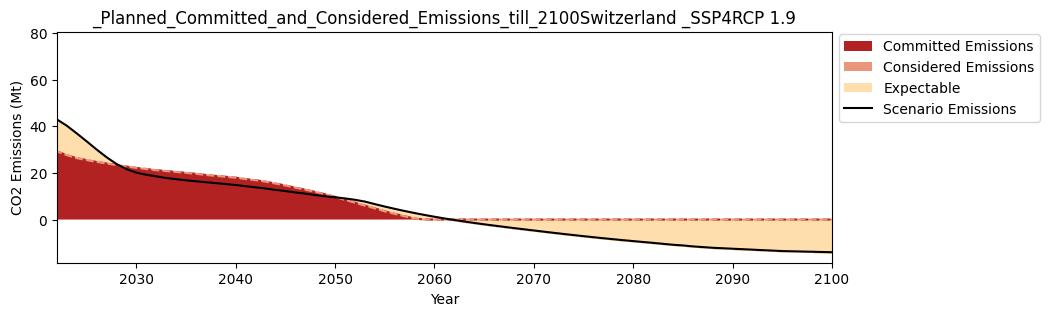 _Planned_Committed_and_Considered_Emissions_till_2100Switzerland _SSP4RCP 1.9
80
60
40
20
0
CO2 Emissions (Mt)
2030 2040 2050 2060 2070 2080 2090 2100
Year
Committed Emissions
Considered Emissions
Expectable
Scenario Emissions